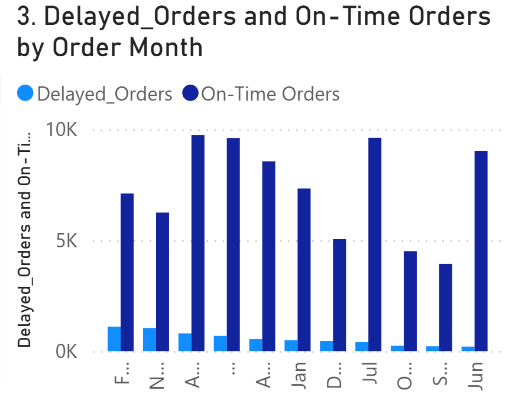 3. Delayed_Orders and On-Time Orders
by Order Month
Delayed_Orders On-Time Orders
Delayed_Orders and On-Ti...
10K
5K
0K
F...
N...
A...
...
A...
Jan
D...
Jul
O...
S...
Jun